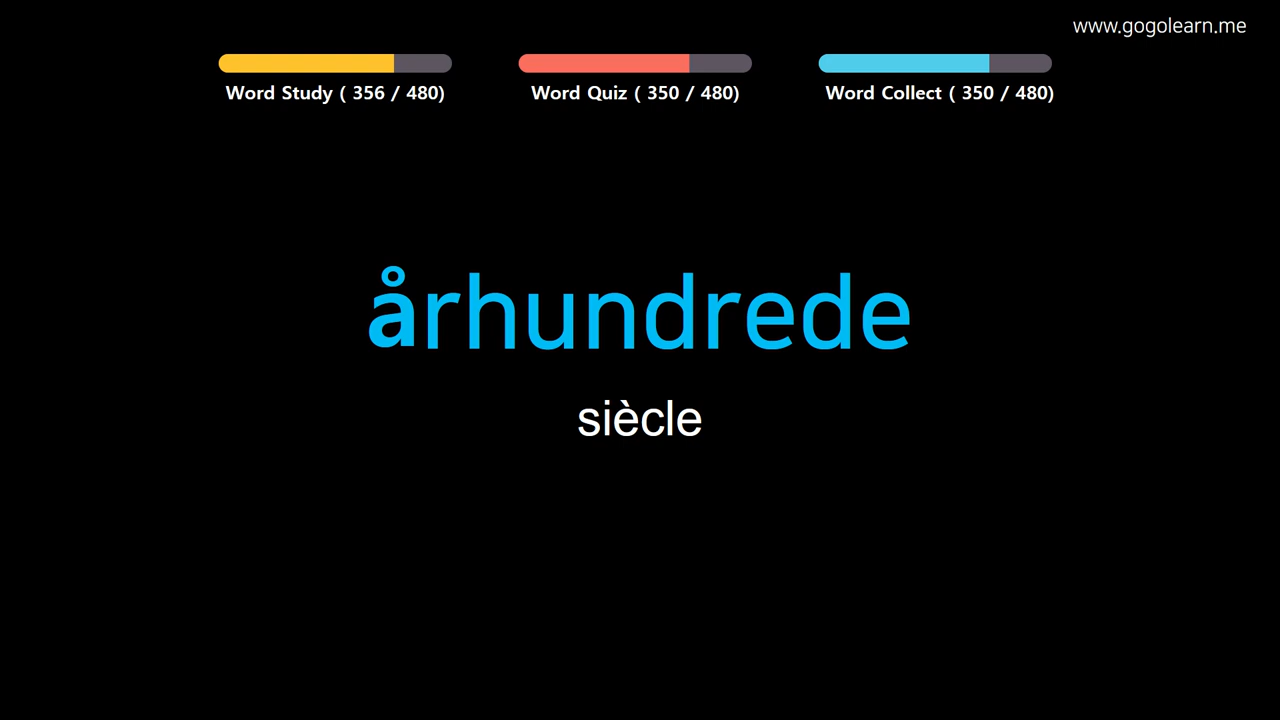 www.gogolearn.me
Word Study ( 356 / 480)
Word Quiz ( 350 / 480)
Word Collect ( 350 / 480)
århundrede
siècle